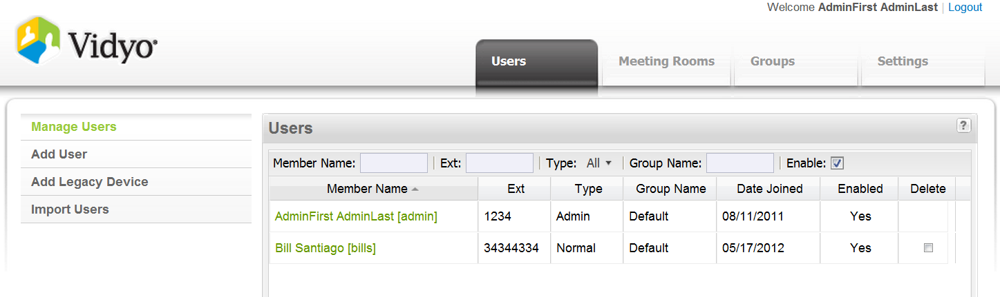 Welcome AdminFirst AdminLast | Logout
Vidyo
Users Meeting Rooms Groups Settings
Manage Users
Add User
Add Legacy Device
Import Users
Users ?
Member Name: | Ext: | Type: All | Group Name: | Enable:
Member Name Ext Type Group Name Date Joined Enabled Delete
AdminFirst AdminLast [admin] 1234 Admin Default 08/11/2011 Yes
Bill Santiago [bills] 34344334 Normal Default 05/17/2012 Yes